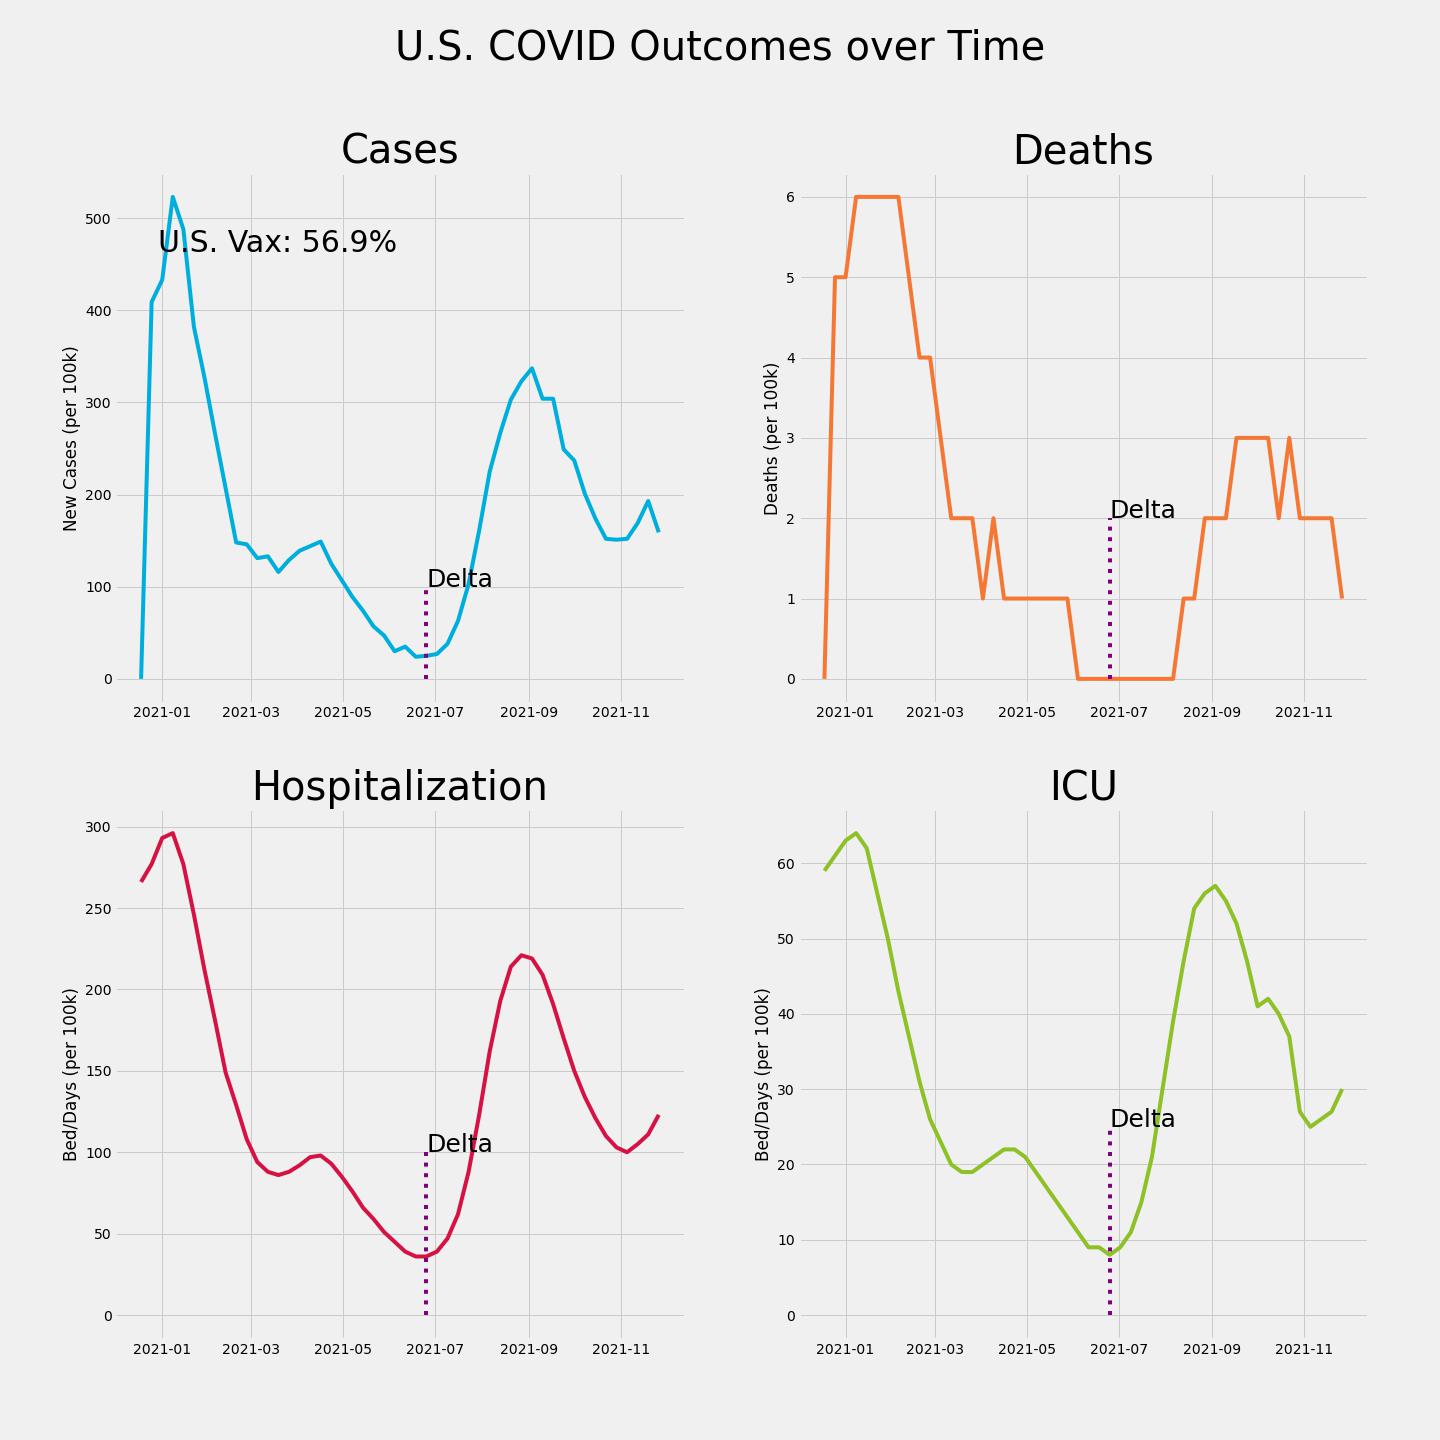 U.S. COVID Outcomes over Time
Cases
New Cases (per 100k)
500
400
300
200
100
0
U.S. Vax: 56.9%
Delta
2021-01 2021-03 2021-05 2021-07 2021-09 2021-11
Deaths
Deaths (per 100k)
6
5
4
3
2
1
0
Delta
2021-01 2021-03 2021-05 2021-07 2021-09 2021-11
Hospitalization
Bed/Days (per 100k)
300
250
200
150
100
50
0
Delta
2021-01 2021-03 2021-05 2021-07 2021-09 2021-11
ICU
Bed/Days (per 100k)
60
50
40
30
20
10
0
Delta
2021-01 2021-03 2021-05 2021-07 2021-09 2021-11